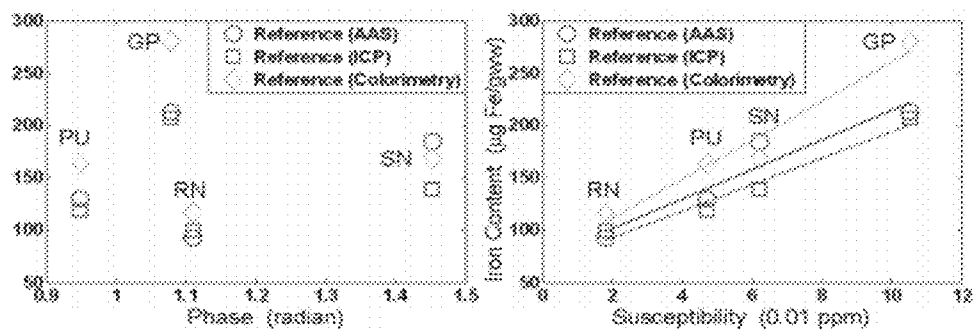 300
250
200
150
100
50
GP
PU
RN
SN
Reference (AAS)
Reference (ICP)
Reference (Colorimetry)
0.9 1 1.1 1.2 1.3 1.4 1.5
Phase (radian)
Iron Content (µg Fe/gww)
300
250
200
150
100
50
Reference (AAS)
Reference (ICP)
Reference (Colorimetry)
GP
SN
PU
RN
0 2 4 6 8 10 12
Susceptibility (0.01 ppm)